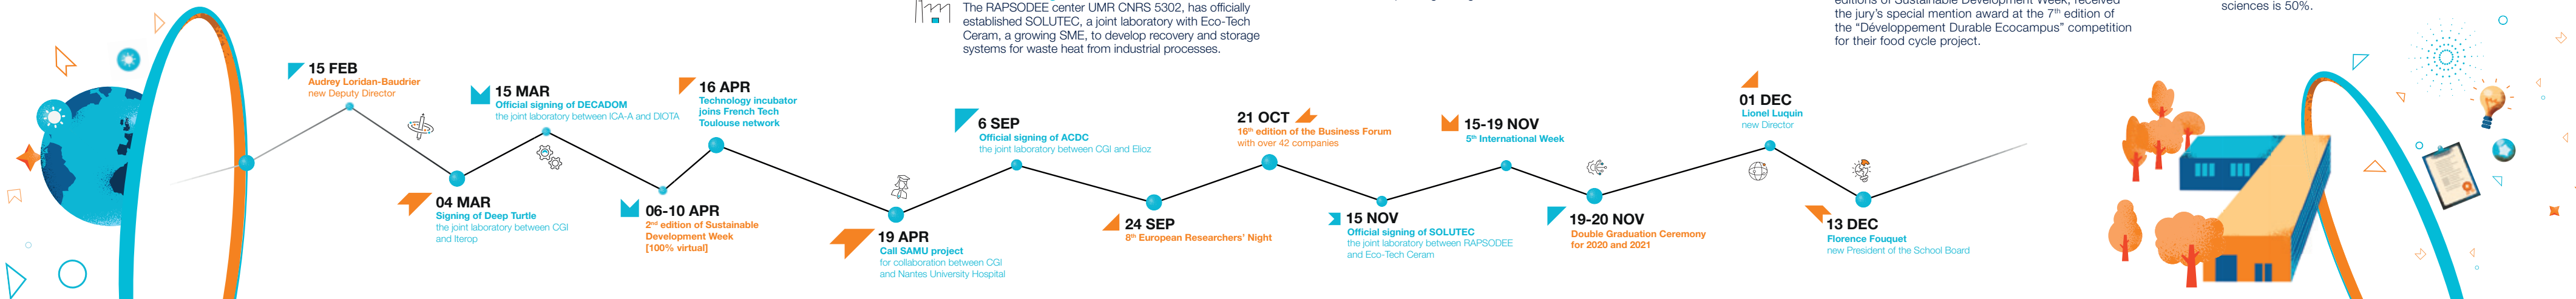 The RAPSODEE center UMR CNRS 5302, has officially
established SOLUTEC, a joint laboratory with Eco-Tech
Ceram, a growing SME, to develop recovery and storage
systems for waste heat from industrial processes.
editions of Sustainable Development Week, received
the jury's special mention award at the 7th edition of
the “Développement Durable Ecocampus” competition
for their food cycle project.
sciences is 50%.
15 FEB
Audrey Loridan-Baudrier
new Deputy Director
04 MAR
Signing of Deep Turtle
the joint laboratory between CGI
and Iterop
15 MAR
Official signing of DECADOM
the joint laboratory between ICA-A and DIOTA
06-10 APR
2nd edition of Sustainable
Development Week
[100% virtual]
16 APR
Technology incubator
joins French Tech
Toulouse network
19 APR
Call SAMU project
for collaboration between CGI
and Nantes University Hospital
6 SEP
Official signing of ACDC
the joint laboratory between CGI and Elioz
24 SEP
8th European Researchers' Night
21 OCT
16th edition of the Business Forum
with over 42 companies
15 NOV
Official signing of SOLUTEC
the joint laboratory between RAPSODEE
and Eco-Tech Ceram
15-19 NOV
5th International Week
19-20 NOV
Double Graduation Ceremony
for 2020 and 2021
01 DEC
Lionel Luquin
new Director
13 DEC
Florence Fouquet
new President of the School Board